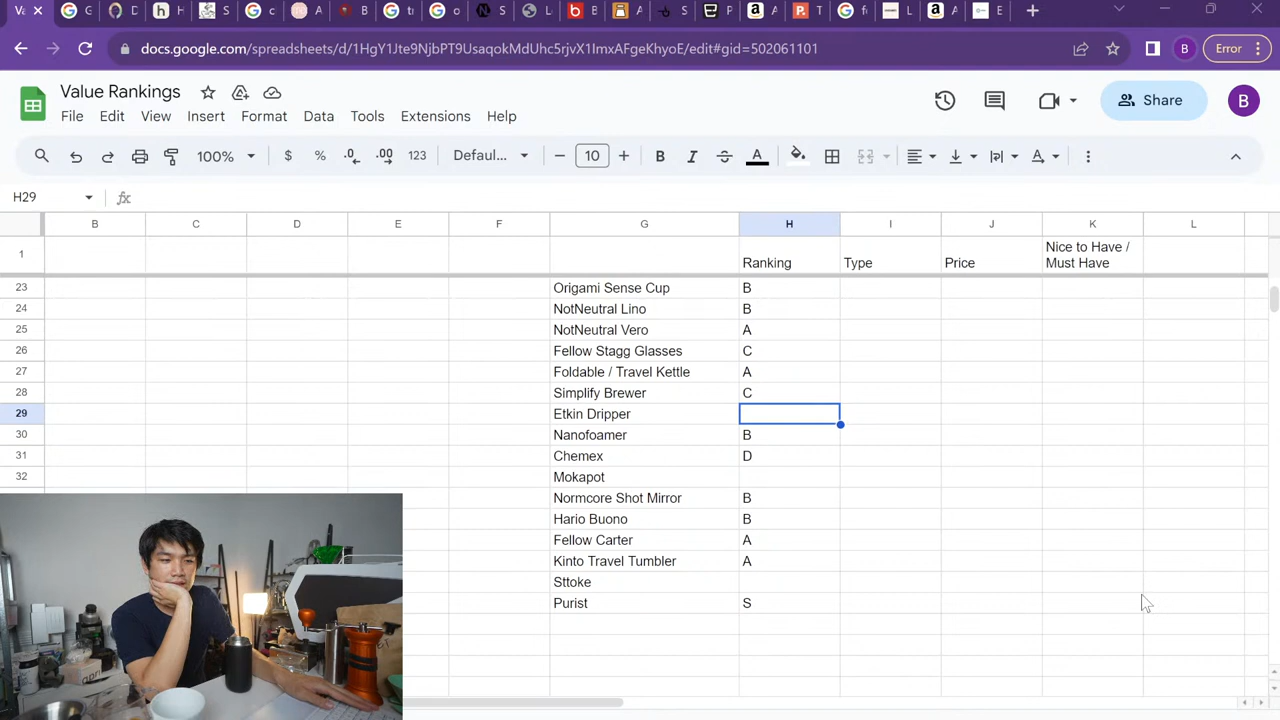 Va
docs.google.com/spreadsheets/d/1HgY1Jte9NjbPT9UsaqokMdUhc5rjvX1ImxAFgeKhyoE/edit#gid=502061101
B
Error
Value Rankings
File Edit View Insert Format Data Tools Extensions Help
Share
B
100%
$ % .0 .00 123
Defaul...
10
B I A
H29
fx
B C D E F G H I J K L
1 Ranking Type Price Nice to Have /
Must Have
23 Origami Sense Cup B
24 NotNeutral Lino B
25 NotNeutral Vero A
26 Fellow Stagg Glasses C
27 Foldable / Travel Kettle A
28 Simplify Brewer C
29 Etkin Dripper
30 Nanofoamer B
31 Chemex D
32 Mokapot
Normcore Shot Mirror B
Hario Buono B
Fellow Carter A
Kinto Travel Tumbler A
Sttoke
Purist S